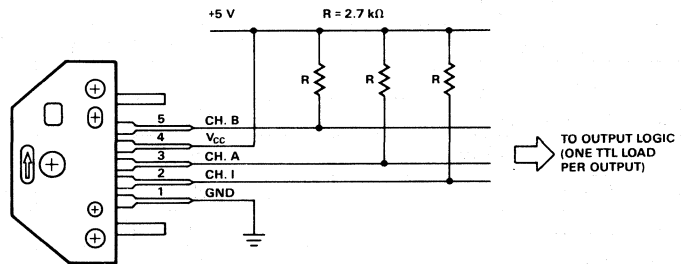 +5 V R = 2.7 kΩ
R R R
5 CH. B
4 VCC
3 CH. A
2 CH. I
1 GND
TO OUTPUT LOGIC
(ONE TTL LOAD
PER OUTPUT)